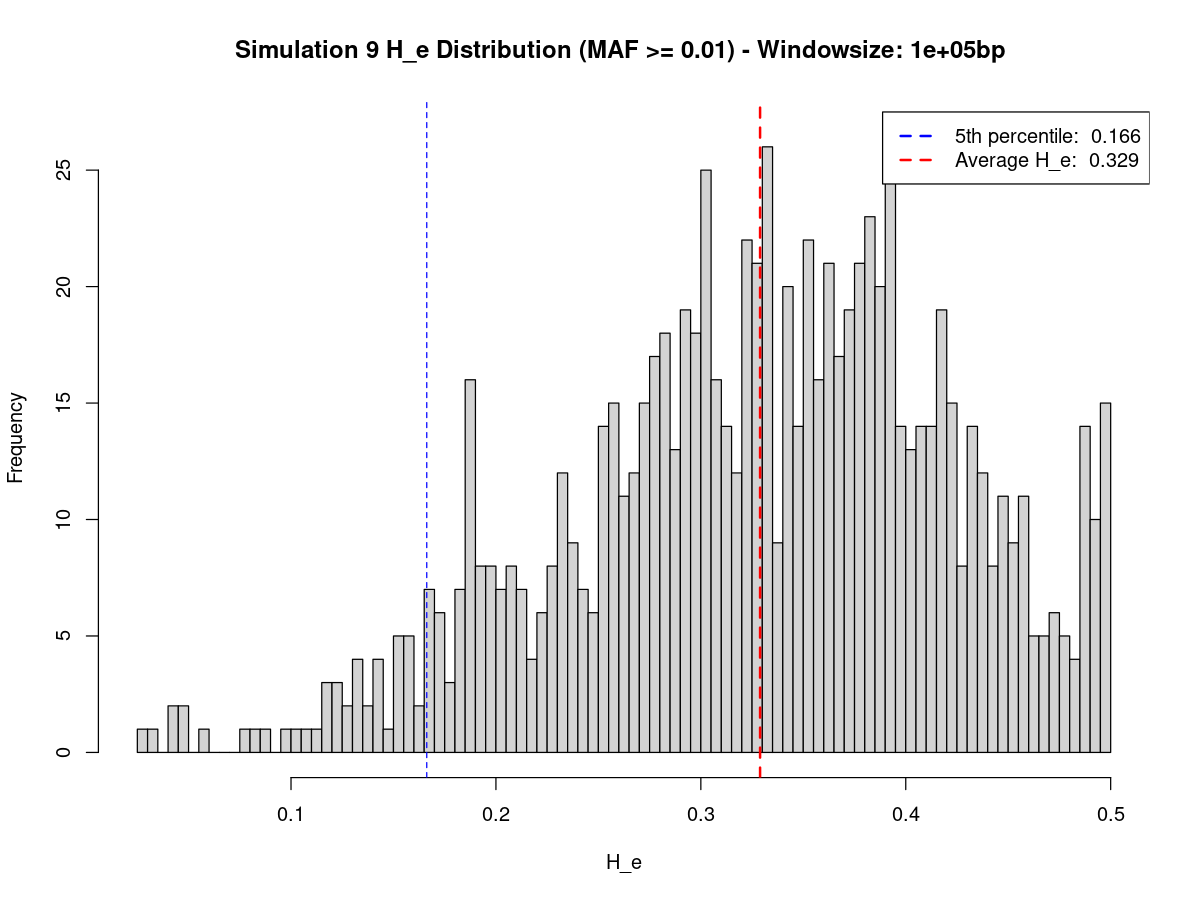 Simulation 9 H_e Distribution (MAF >= 0.01) - Windowsize: 1e+05bp
5th percentile: 0.166
Average H_e: 0.329
25
20
15
10
5
0
Frequency
0.1 0.2 0.3 0.4 0.5
H_e